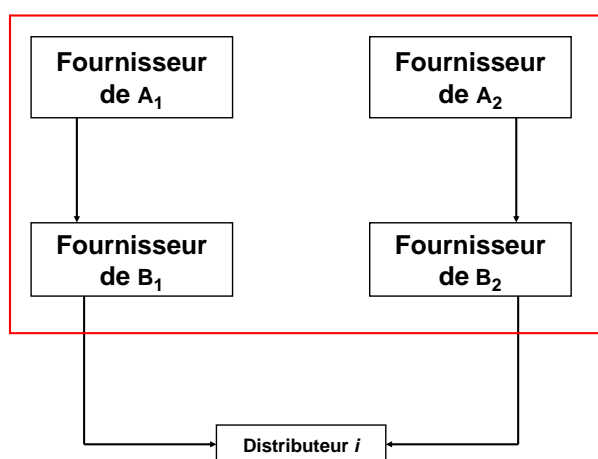 Fournisseur
de A1
Fournisseur
de A2
Fournisseur
de B1
Fournisseur
de B2
Distributeur i